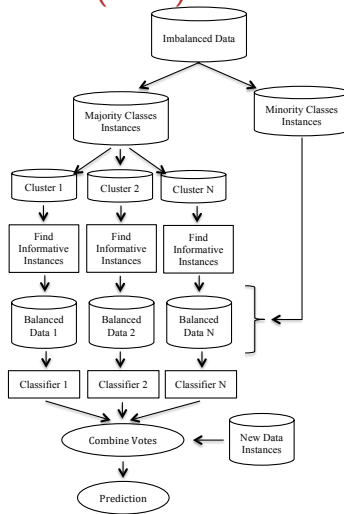 Imbalanced Data
Majority Classes
Instances
Minority Classes
Instances
Cluster 1
Cluster 2
Cluster N
Find
Informative
Instances
Find
Informative
Instances
Find
Informative
Instances
Balanced
Data 1
Balanced
Data 2
Balanced
Data N
Classifier 1
Classifier 2
Classifier N
Combine Votes
New Data
Instances
Prediction